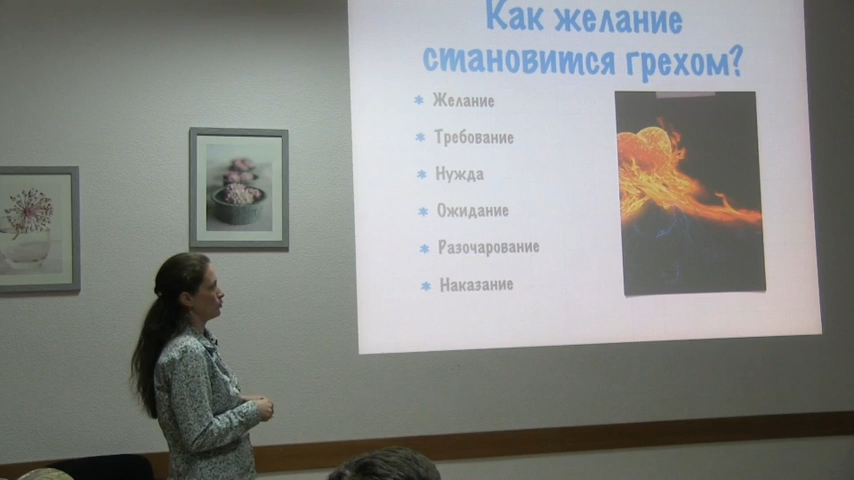 Как желание
становится грехом?
* Желание
* Требование
* Нужда
* Ожидание
* Разочарование
* Наказание